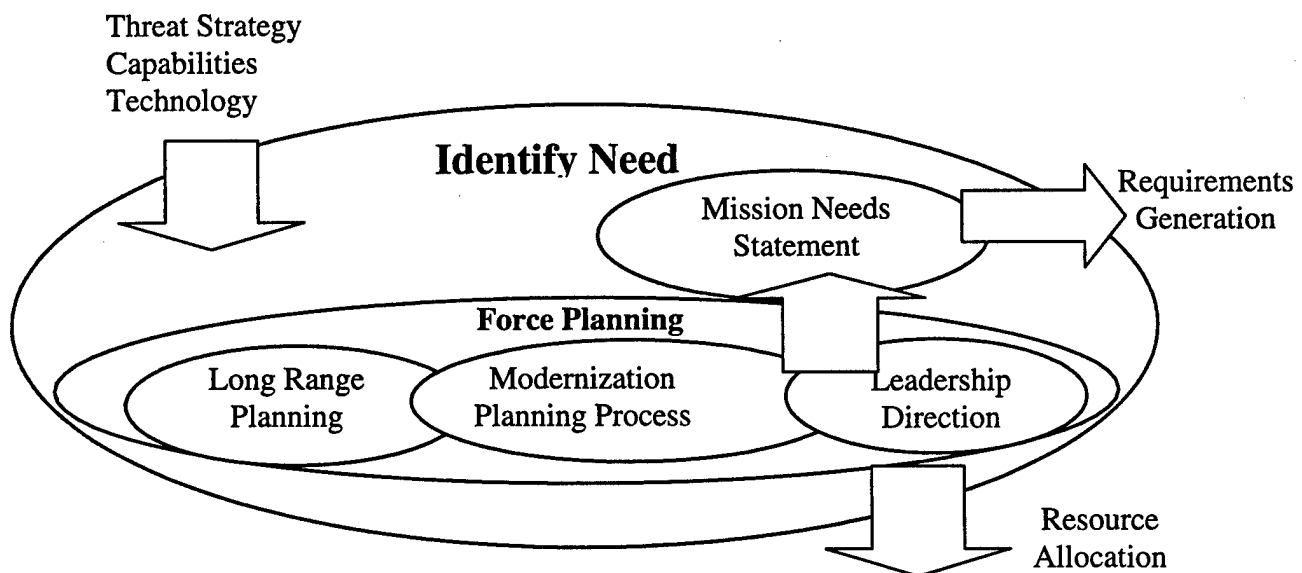 Threat Strategy
Capabilities
Technology
Identify Need
Mission Needs
Statement
Requirements
Generation
Force Planning
Long Range
Planning
Modernization
Planning Process
Leadership
Direction
Resource
Allocation